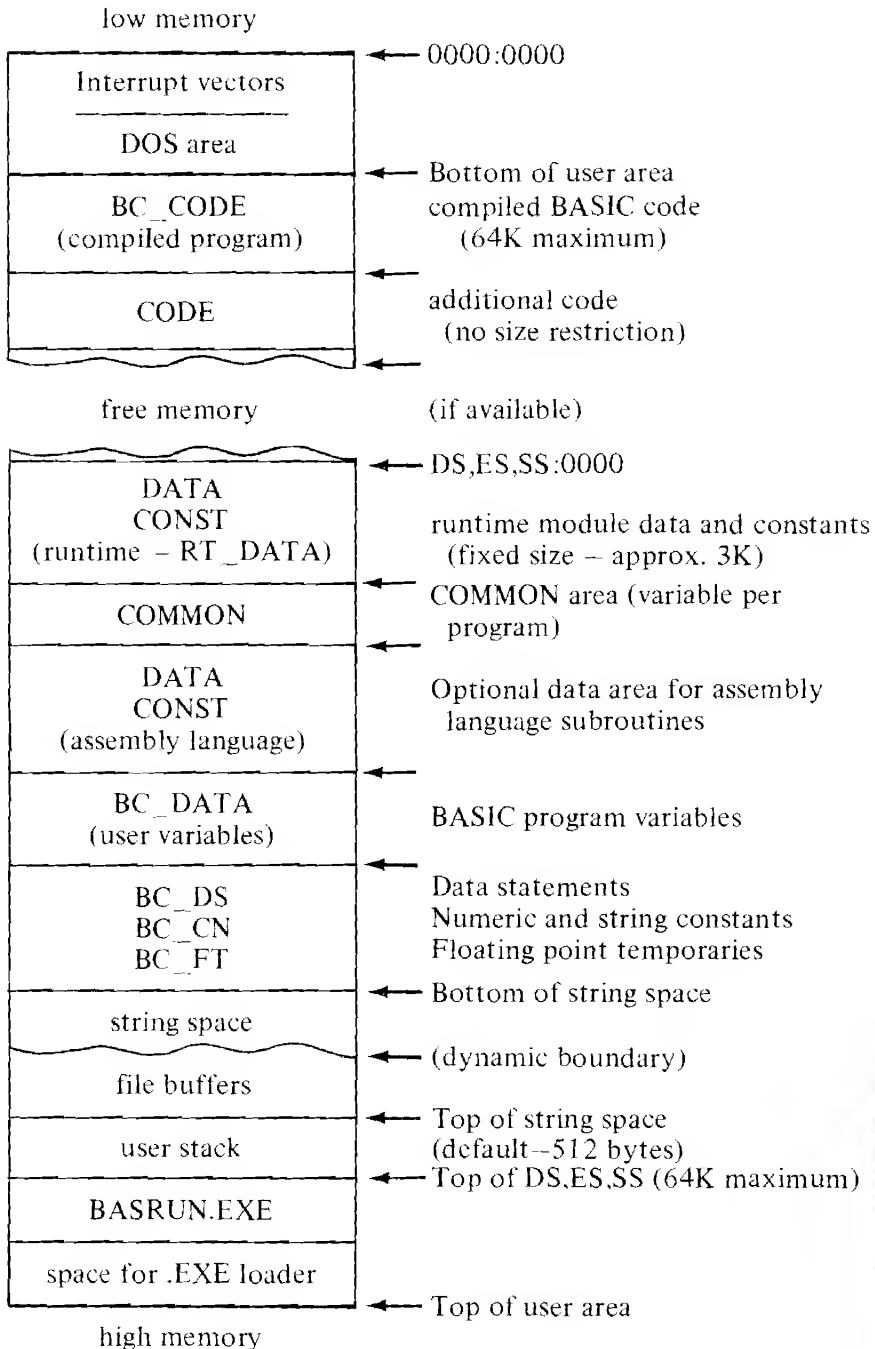 low memory
0000:0000
Interrupt vectors
DOS area
Bottom of user area
BC_CODE
(compiled program)
compiled BASIC code
(64K maximum)
CODE
additional code
(no size restriction)
free memory
(if available)
DS,ES,SS:0000
DATA
CONST
(runtime – RT_DATA)
runtime module data and constants
(fixed size – approx. 3K)
COMMON
COMMON area (variable per
program)
DATA
CONST
(assembly language)
Optional data area for assembly
language subroutines
BC_DATA
(user variables)
BASIC program variables
BC_DS
BC_CN
BC_FT
Data statements
Numeric and string constants
Floating point temporaries
Bottom of string space
string space
(dynamic boundary)
file buffers
Top of string space
user stack
(default--512 bytes)
Top of DS,ES,SS (64K maximum)
BASRUN.EXE
space for .EXE loader
Top of user area
high memory